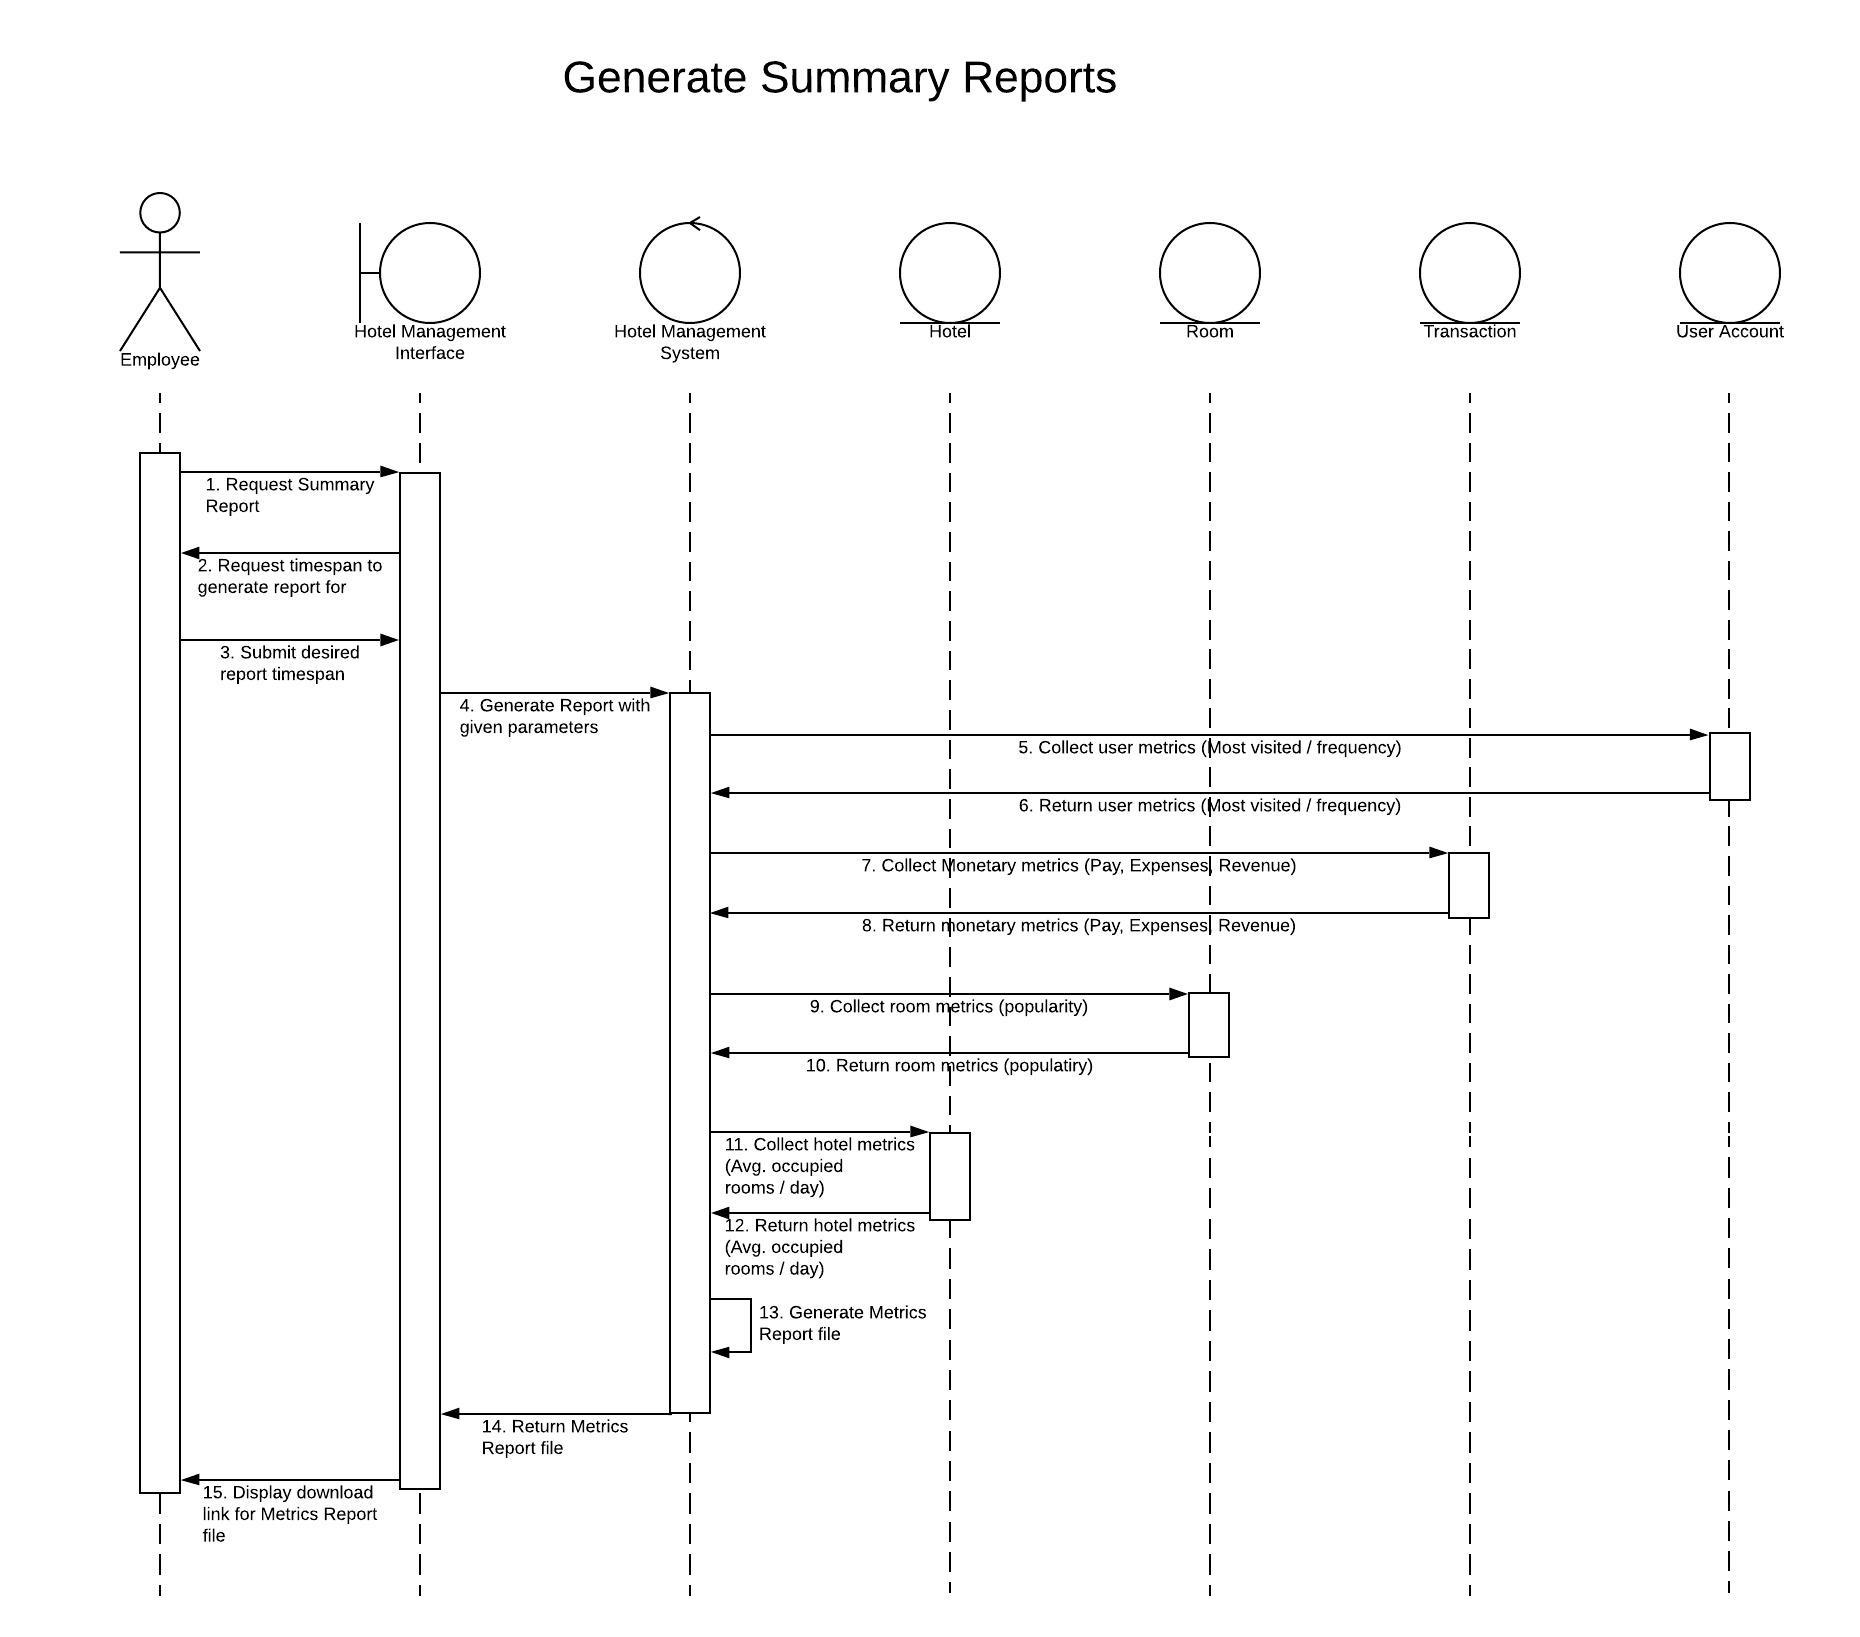 Generate Summary Reports
Employee
Hotel Management
Interface
Hotel Management
System
Hotel
Room
Transaction
User Account
1. Request Summary
Report
2. Request timespan to
generate report for
3. Submit desired
report timespan
4. Generate Report with
given parameters
5. Collect user metrics (Most visited / frequency)
6. Return user metrics (Most visited / frequency)
7. Collect Monetary metrics (Pay, Expenses, Revenue)
8. Return monetary metrics (Pay, Expenses, Revenue)
9. Collect room metrics (popularity)
10. Return room metrics (populatiry)
11. Collect hotel metrics
(Avg. occupied
rooms / day)
12. Return hotel metrics
(Avg. occupied
rooms / day)
13. Generate Metrics
Report file
14. Return Metrics
Report file
15. Display download
link for Metrics Report
file